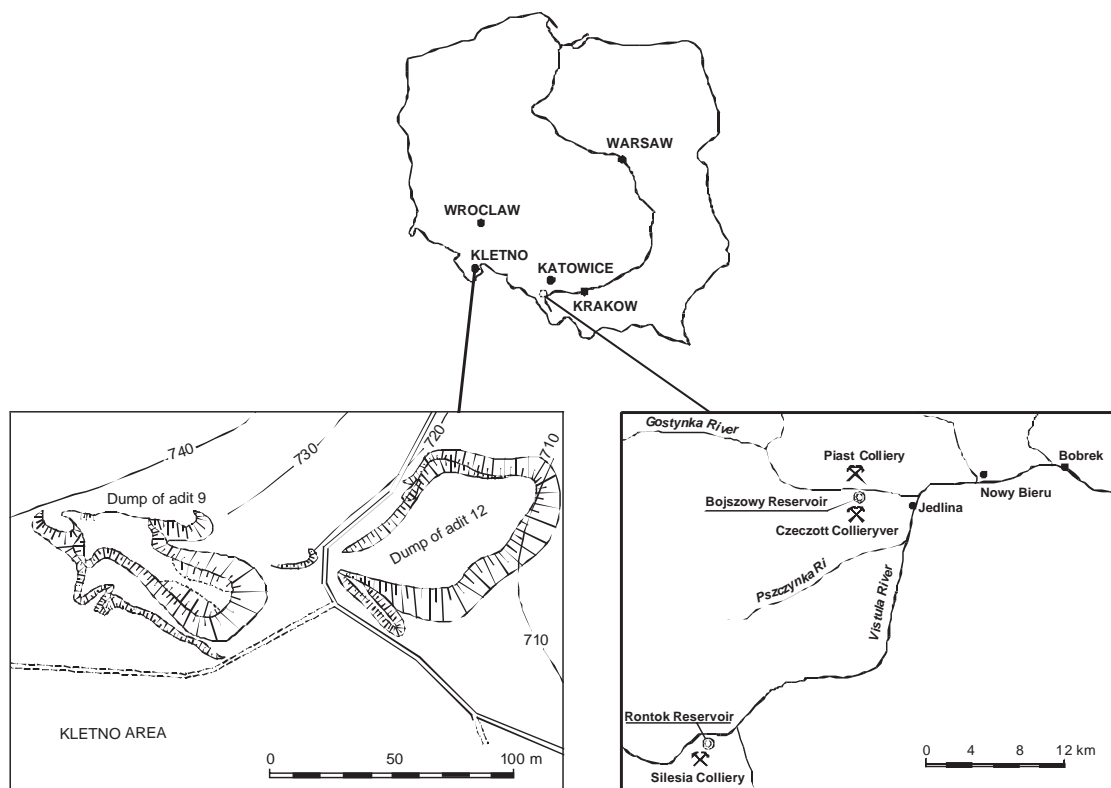 WARSAW
WROCLAW
KLETNO
KATOWICE
KRAKOW
740
730
720
710
Dump of adit 9
Dump of adit 12
710
KLETNO AREA
0 50 100 m
Gostynka River
Piast Colliery
Bobrek
Nowy Bieru
Bojszowy Reservoir
Jedlina
Czeczott Collieryver
Pszczynka Ri
Vistula River
Rontok Reservoir
Silesia Colliery
0 4 8 12 km